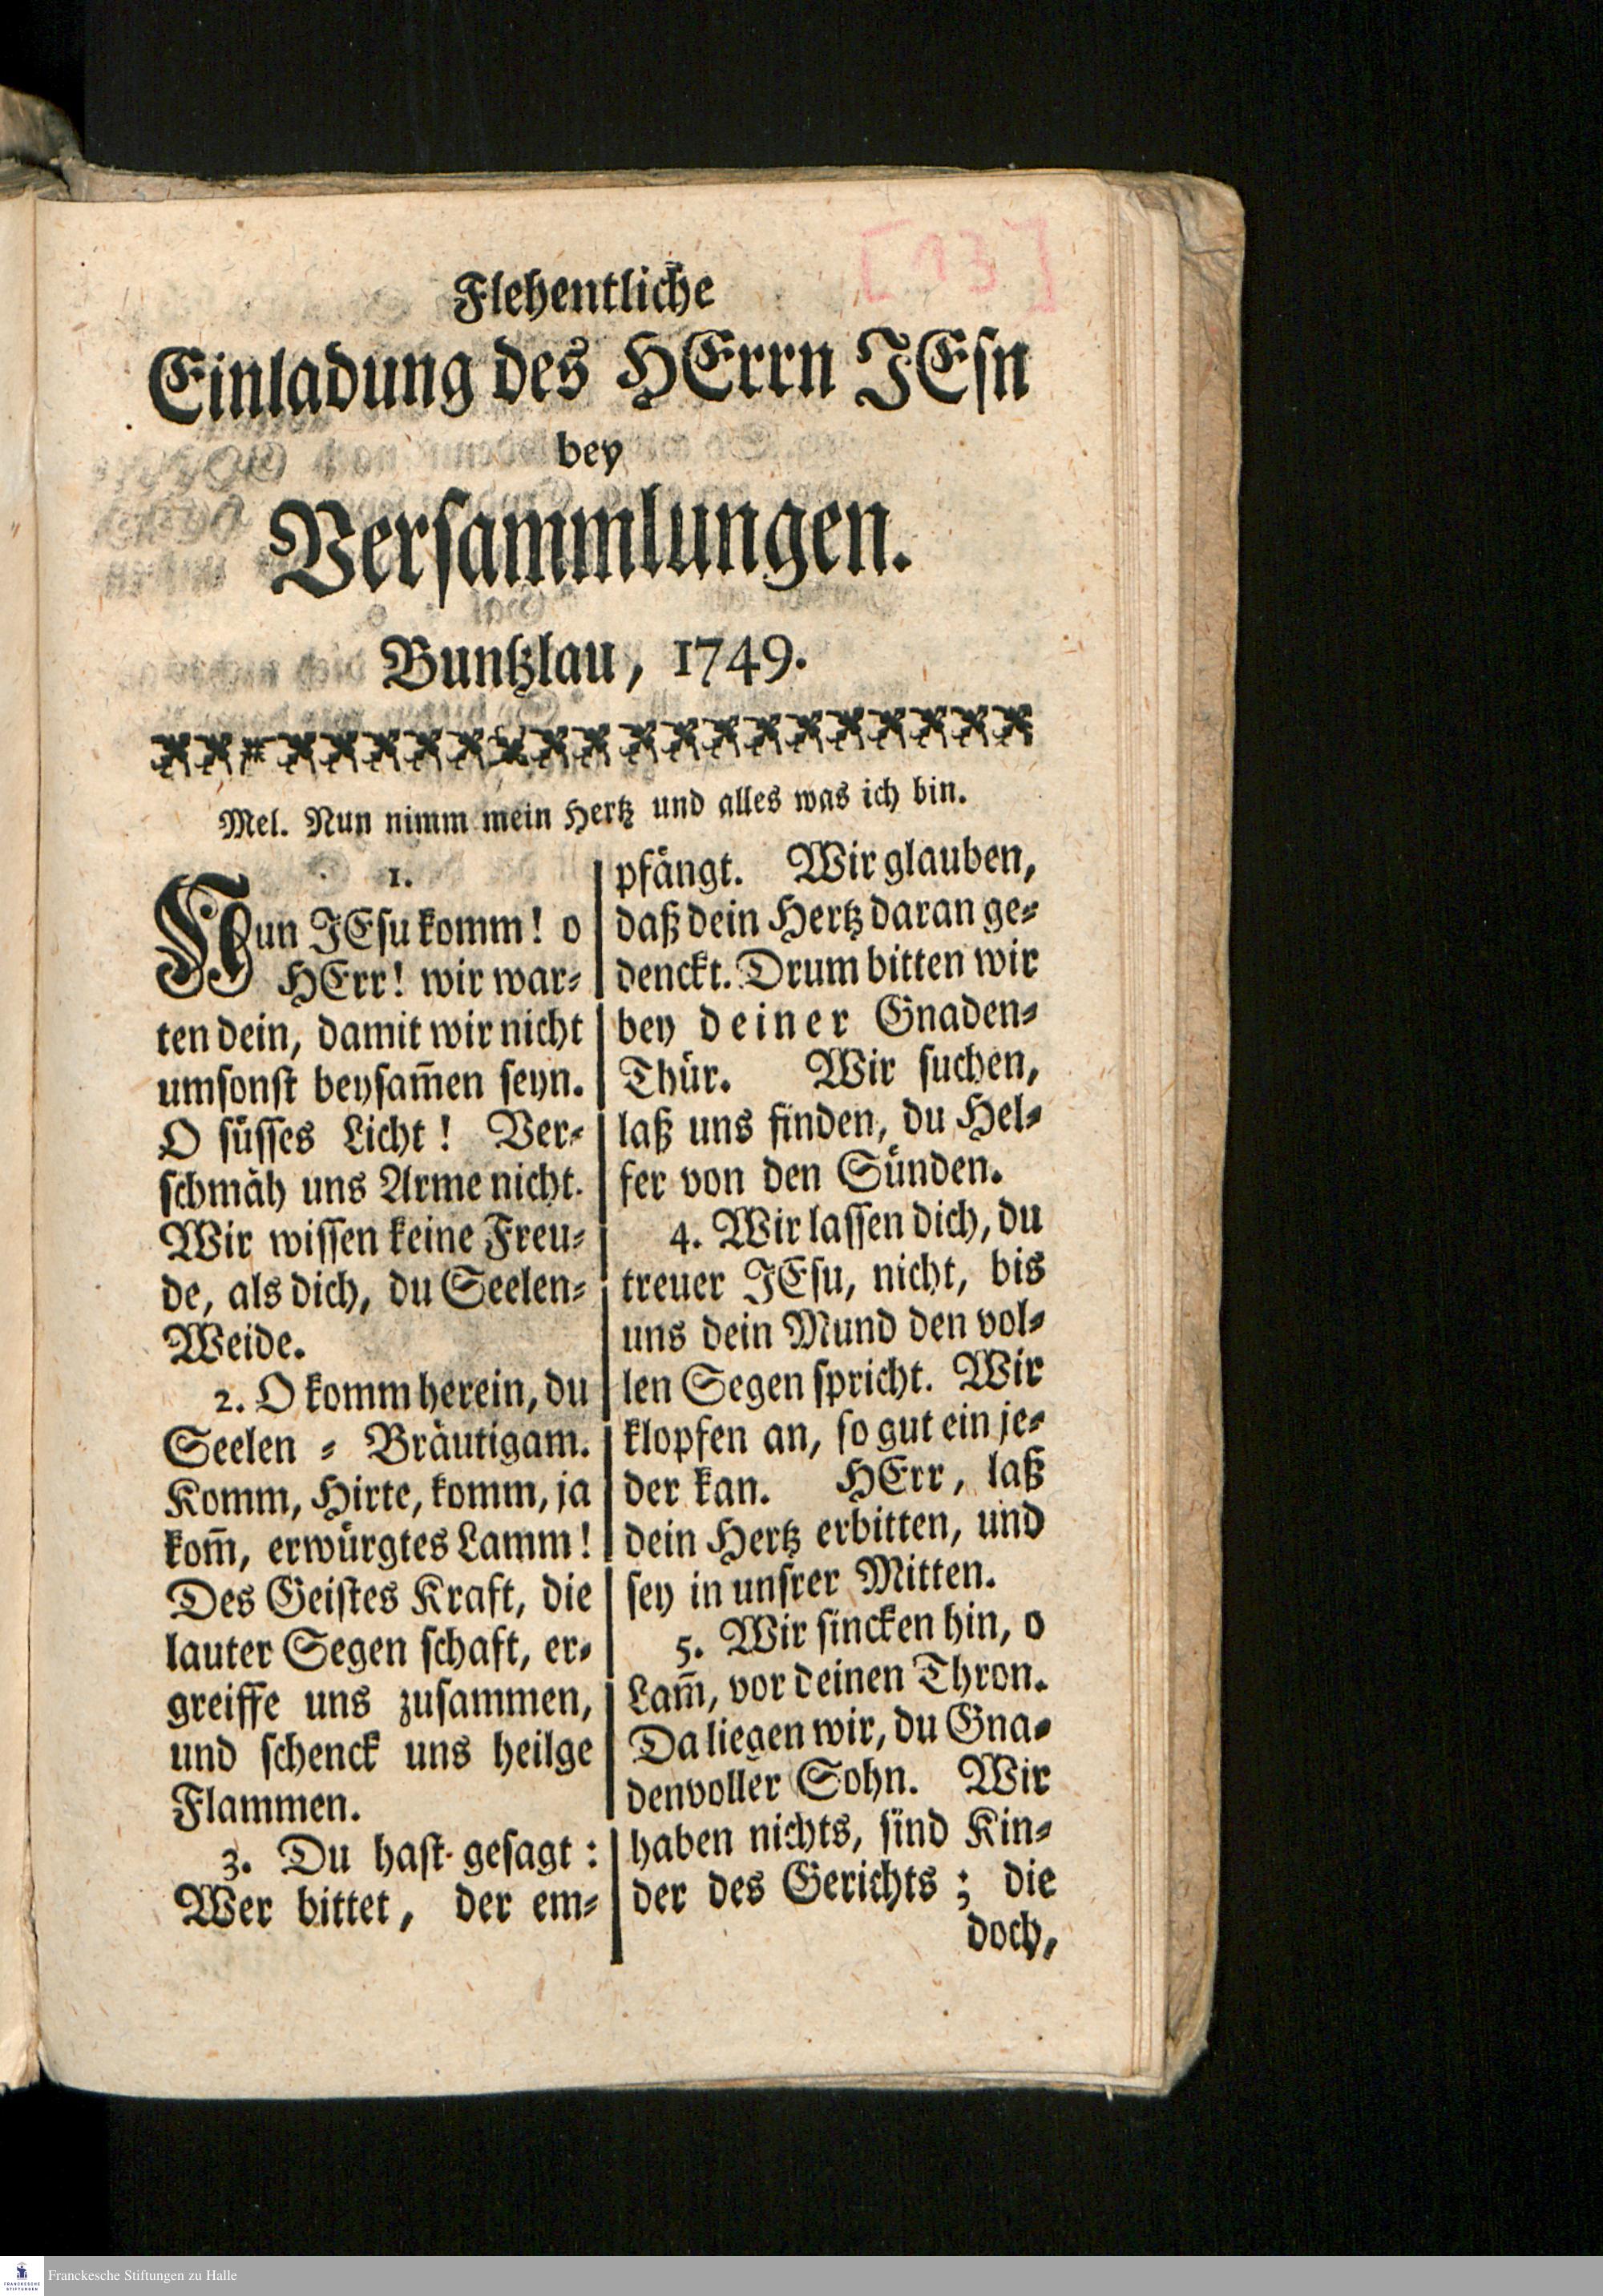 [13]
Flehentliche
Einladung des HErrn JEsn
bey
Versammlungen.
Buntzlau, 1749.
Mel. Nun nimm mein Hertz und alles was ich bin.
1.
Nun JEsu komm! o
HErr! wir war-
ten dein, damit wir nicht
umsonst beysam̄en seyn.
O süsses Licht! Ver-
schmäh uns Arme nicht.
Wir wissen keine Freu-
de, als dich, du Seelen-
Weide.
2. O komm herein, du
Seelen-Bräutigam.
Komm, Hirte, komm, ja
kom̄, erwürgtes Lamm!
Des Geistes Kraft, die
lauter Segen schaft, er-
greiffe uns zusammen,
und schenck uns heilge
Flammen.
3. Du hast gesagt:
Wer bittet, der em-
pfängt. Wir glauben,
daß dein Hertz daran ge-
denckt. Drum bitten wir
bey deiner Gnaden-
Thür. Wir suchen,
laß uns finden, du Hel-
fer von den Sünden.
4. Wir lassen dich, du
treuer JEsu, nicht, bis
uns dein Mund den vol-
len Segen spricht. Wir
klopfen an, so gut ein je-
der kan. HErr, laß
dein Hertz erbitten, und
sey in unsrer Mitten.
5. Wir sincken hin, o
Lam̄, vor deinen Thron.
Da liegen wir, du Gna-
denvoller Sohn. Wir
haben nichts, sind Kin-
der des Gerichts; die
doch,
FRANCKESCHE
STIFTUNGEN
Franckesche Stiftungen zu Halle